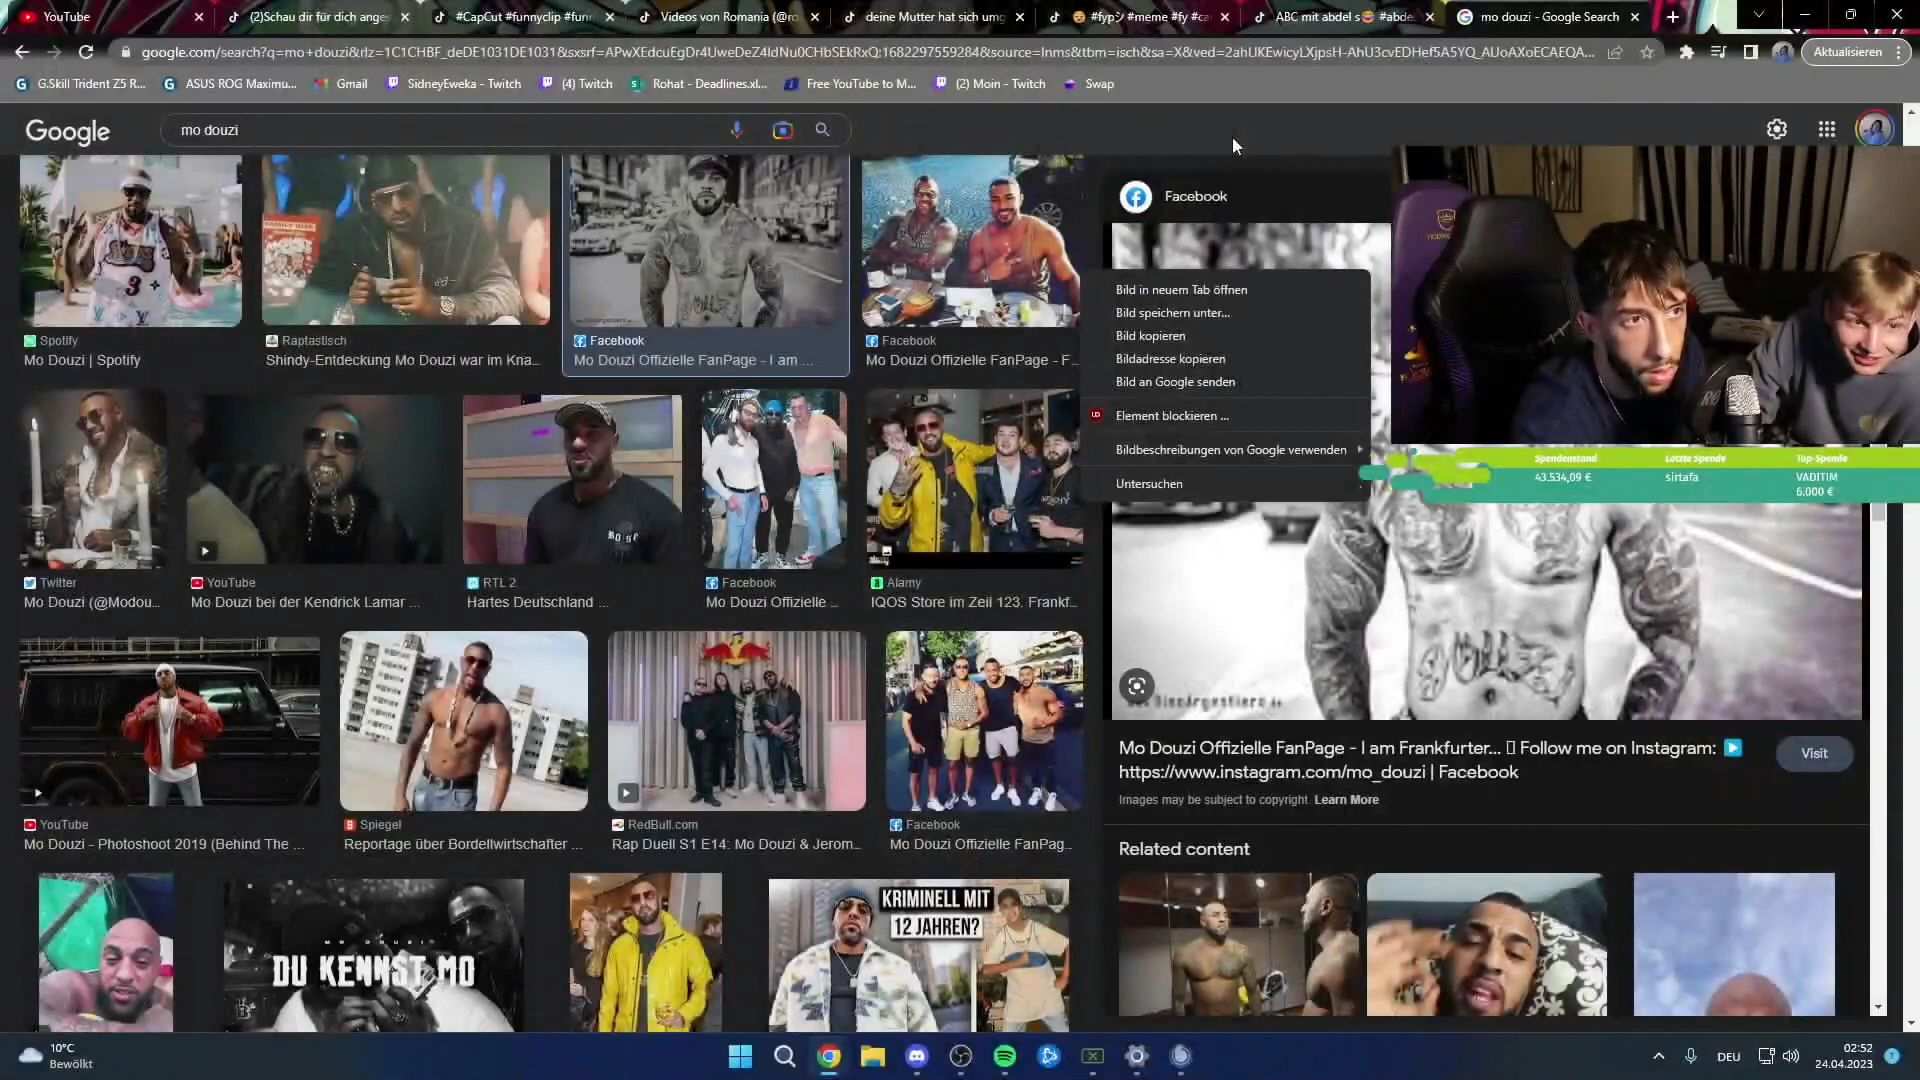 YouTube
(2)Schau dir für dich ange
#CapCut #funnyclip #funn
Videos von Romania (@ro
deine Mutter hat sich umg
#fypシ #meme #fy #ca
ABC mit abdel s😂 #abde
mo douzi - Google Search
google.com/search?q=mo+douzi&rlz=1C1CHBF_deDE1031DE1031&sxsrf=APwXEdcuEgDr4UweDeZ4IdNu0CHbSEkRxQ:1682297559284&source=lnms&tbm=isch&sa=X&ved=2ahUKEwicyLXjpsH-AhU3cvEDHef5A5YQ_AUoAXoECAEQA...
Aktualisieren
G.Skill Trident Z5 R...
ASUS ROG Maximu...
Gmail
SidneyEweka - Twitch
(4) Twitch
Rohat - Deadlines.xl...
Free YouTube to M...
(2) Moin - Twitch
Swap
Google
mo douzi
Facebook
Spotify
Mo Douzi | Spotify
Raptastisch
Shindy-Entdeckung Mo Douzi war im Kna...
Facebook
Mo Douzi Offizielle FanPage - I am ...
Facebook
Mo Douzi Offizielle FanPage - F...
Bild in neuem Tab öffnen
Bild speichern unter...
Bild kopieren
Bildadresse kopieren
Bild an Google senden
Element blockieren ...
Bildbeschreibungen von Google verwenden
Untersuchen
Spendenstand
43.534,09 €
Letzte Spende
sirtafa
Top-Spende
VADITIM
6.000 €
Twitter
Mo Douzi (@Modou...
YouTube
Mo Douzi bei der Kendrick Lamar ...
RTL 2
Hartes Deutschland ...
Facebook
Mo Douzi Offizielle ...
Alamy
IQOS Store im Zeil 123. Frankf...
YouTube
Mo Douzi - Photoshoot 2019 (Behind The ...
Spiegel
Reportage über Bordellwirtschafter ...
RedBull.com
Rap Duell S1 E14: Mo Douzi & Jerom...
Facebook
Mo Douzi Offizielle FanPag...
Mo Douzi Offizielle FanPage - I am Frankfurter... Follow me on Instagram: ▶️
https://www.instagram.com/mo_douzi | Facebook
Visit
Images may be subject to copyright. Learn More
Related content
MO DOUZI
DU KENNST MO
KRIMINELL MIT
12 JAHREN?
10°C
Bewölkt
DEU
02:52
24.04.2023